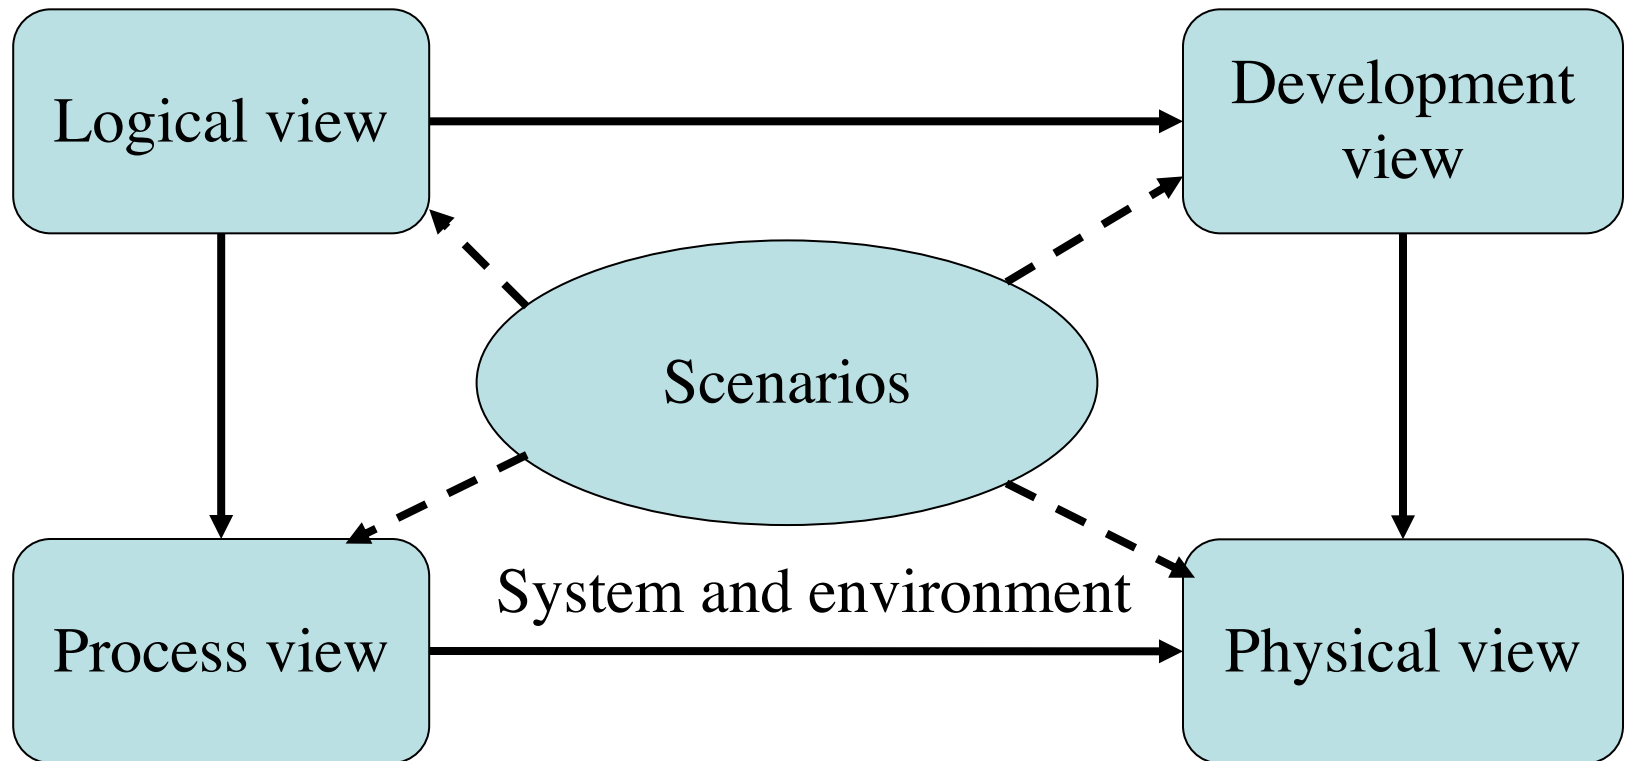 Logical view
Development
view
Scenarios
System and environment
Process view
Physical view